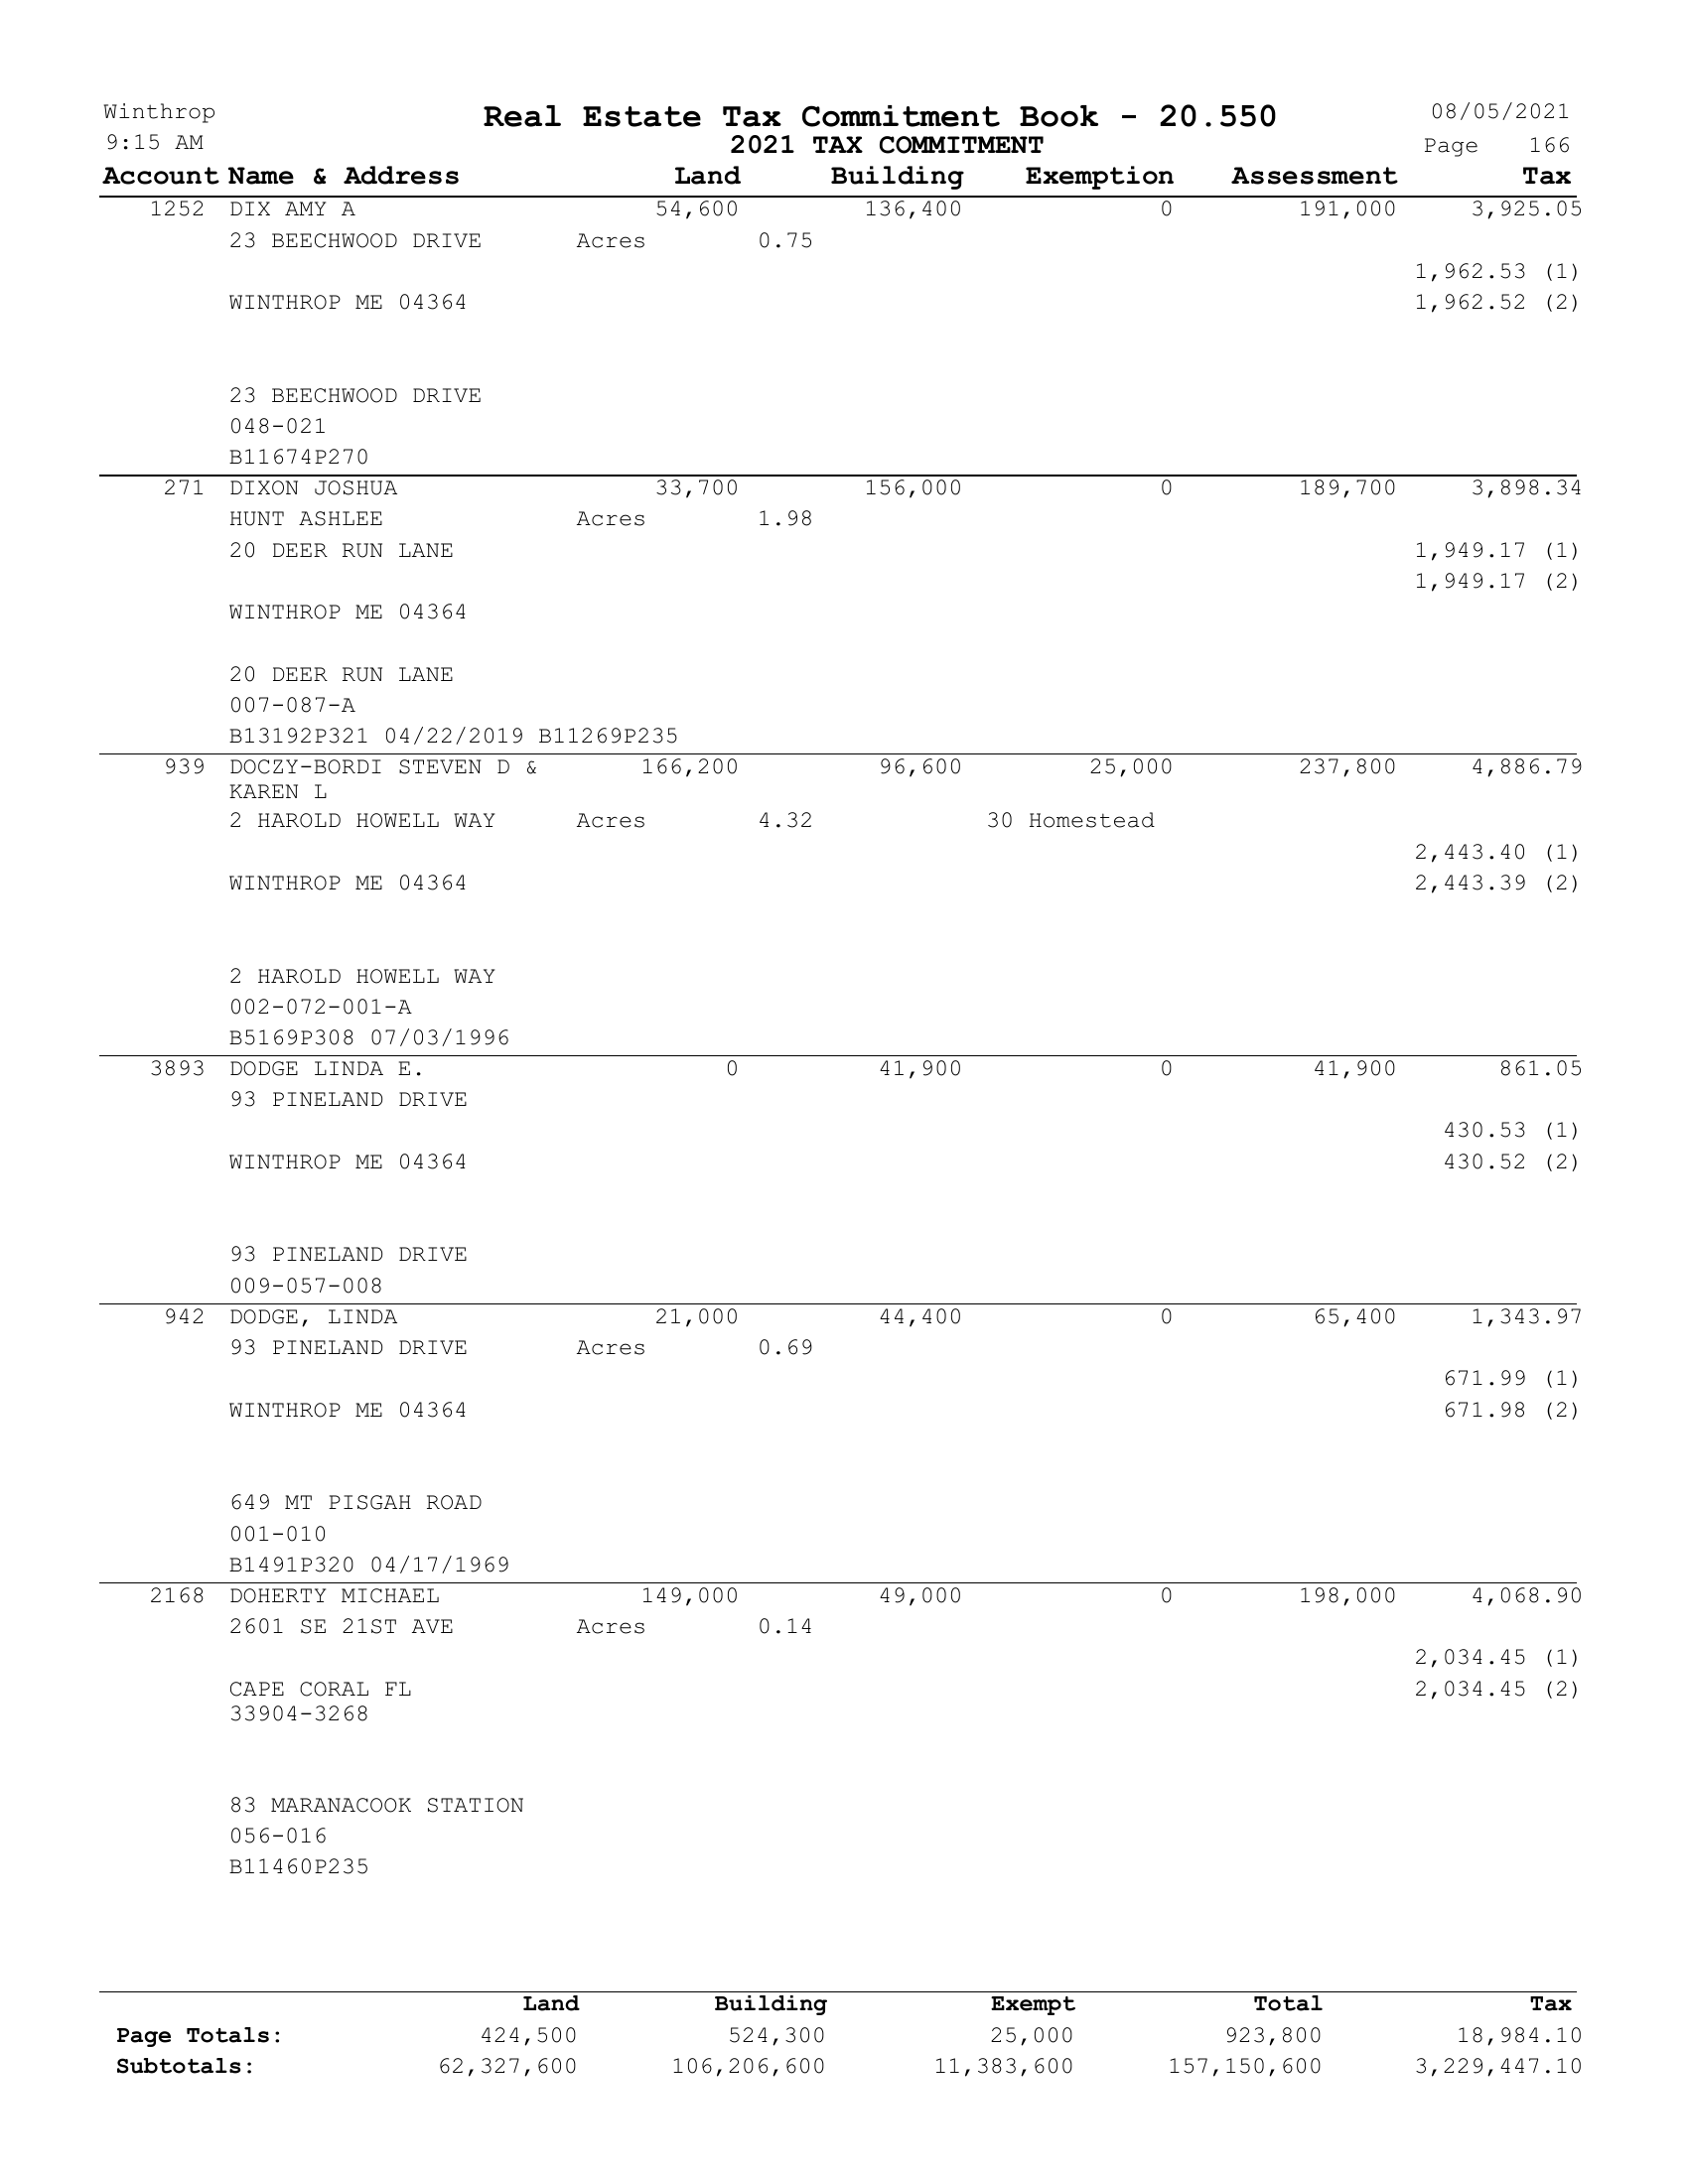 Winthrop Real Estate Tax Commitment Book - 20.550 08/05/2021
9:15 AM 2021 TAX COMMITMENT Page 166
Account Name & Address Land Building Exemption Assessment Tax
1252 DIX AMY A 54,600 136,400 0 191,000 3,925.05
23 BEECHWOOD DRIVE Acres 0.75
1,962.53 (1)
WINTHROP ME 04364 1,962.52 (2)
23 BEECHWOOD DRIVE
048-021
B11674P270
271 DIXON JOSHUA 33,700 156,000 0 189,700 3,898.34
HUNT ASHLEE Acres 1.98
20 DEER RUN LANE 1,949.17 (1)
1,949.17 (2)
WINTHROP ME 04364
20 DEER RUN LANE
007-087-A
B13192P321 04/22/2019 B11269P235
939 DOCZY-BORDI STEVEN D & 166,200 96,600 25,000 237,800 4,886.79
KAREN L
2 HAROLD HOWELL WAY Acres 4.32 30 Homestead
2,443.40 (1)
WINTHROP ME 04364 2,443.39 (2)
2 HAROLD HOWELL WAY
002-072-001-A
B5169P308 07/03/1996
3893 DODGE LINDA E. 0 41,900 0 41,900 861.05
93 PINELAND DRIVE
430.53 (1)
WINTHROP ME 04364 430.52 (2)
93 PINELAND DRIVE
009-057-008
942 DODGE, LINDA 21,000 44,400 0 65,400 1,343.97
93 PINELAND DRIVE Acres 0.69
671.99 (1)
WINTHROP ME 04364 671.98 (2)
649 MT PISGAH ROAD
001-010
B1491P320 04/17/1969
2168 DOHERTY MICHAEL 149,000 49,000 0 198,000 4,068.90
2601 SE 21ST AVE Acres 0.14
2,034.45 (1)
CAPE CORAL FL 2,034.45 (2)
33904-3268
83 MARANACOOK STATION
056-016
B11460P235
Land Building Exempt Total Tax
Page Totals: 424,500 524,300 25,000 923,800 18,984.10
Subtotals: 62,327,600 106,206,600 11,383,600 157,150,600 3,229,447.10